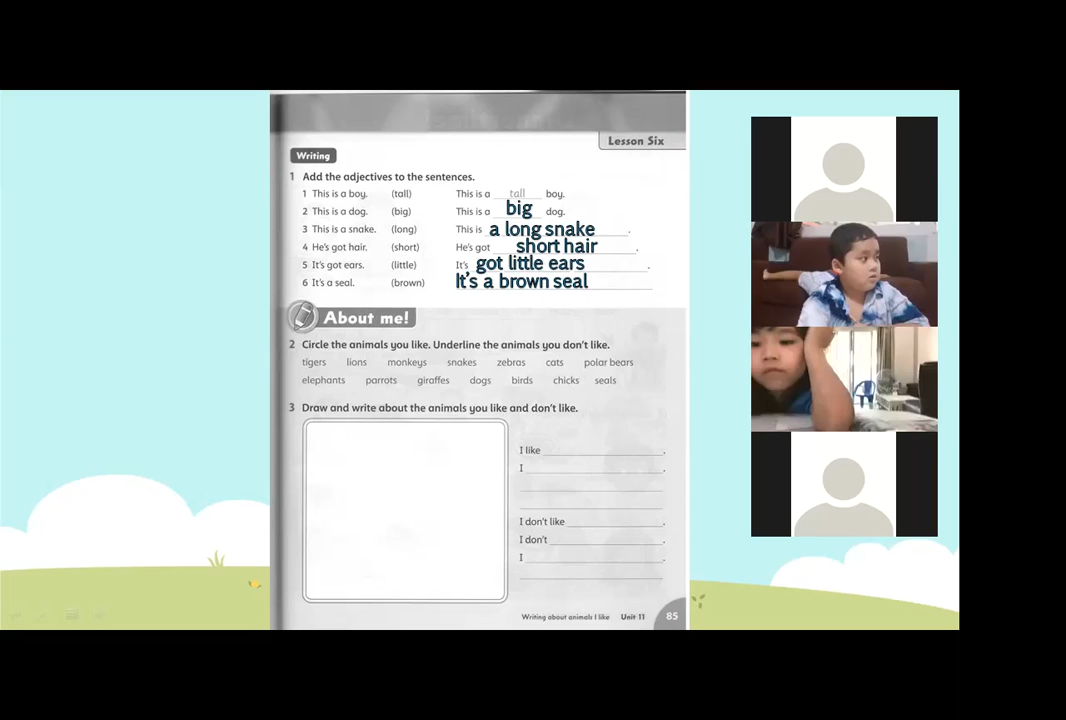 Lesson Six
Writing
1 Add the adjectives to the sentences.
1 This is a boy. (tall) This is a tall boy.
2 This is a dog. (big) This is a big dog.
3 This is a snake. (long) This is a long snake.
4 He's got hair. (short) He's got short hair.
5 It's got ears. (little) It's got little ears.
6 It's a seal. (brown) It's a brown seal
About me!
2 Circle the animals you like. Underline the animals you don't like.
tigers lions monkeys snakes zebras cats polar bears
elephants parrots giraffes dogs birds chicks seals
3 Draw and write about the animals you like and don't like.
I like .
I .
I don't like .
I don't .
I .
Writing about animals I like Unit 11 85